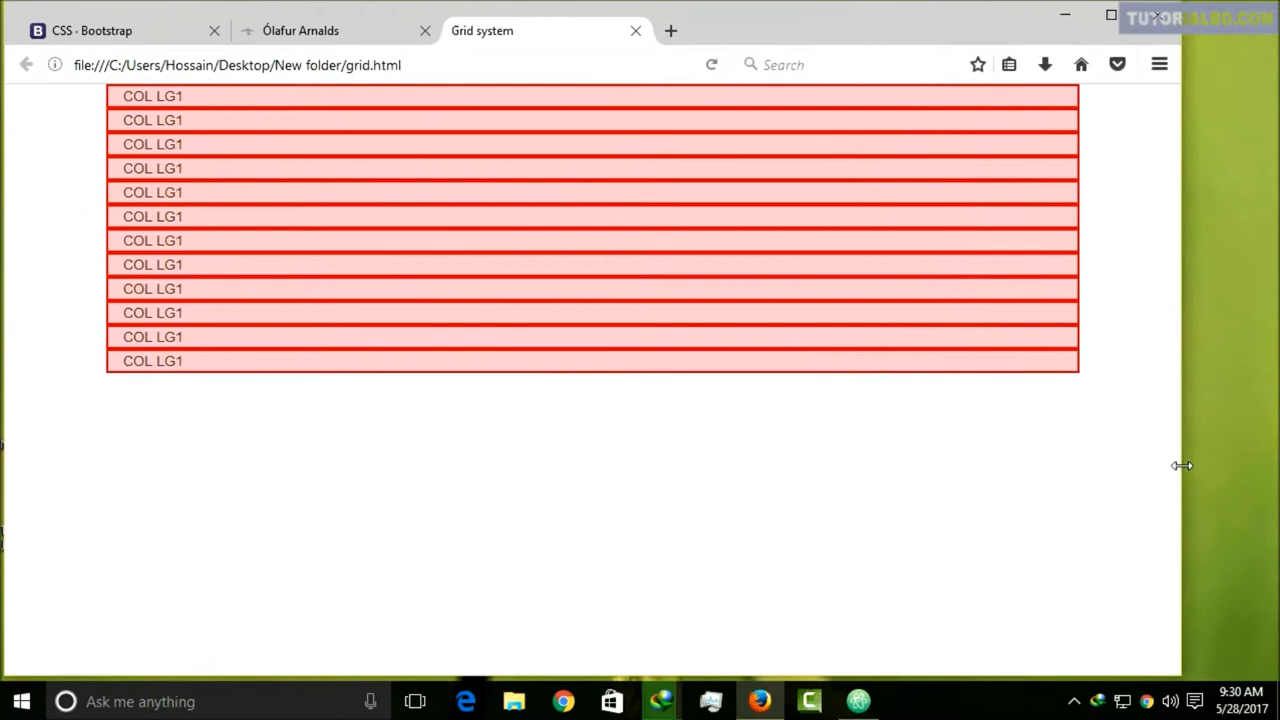 TUTORIALBD.COM
B CSS · Bootstrap
Ólafur Arnalds
Grid system
file:///C:/Users/Hossain/Desktop/New folder/grid.html
Search
COL LG1
COL LG1
COL LG1
COL LG1
COL LG1
COL LG1
COL LG1
COL LG1
COL LG1
COL LG1
COL LG1
COL LG1
Ask me anything
9:30 AM
5/28/2017